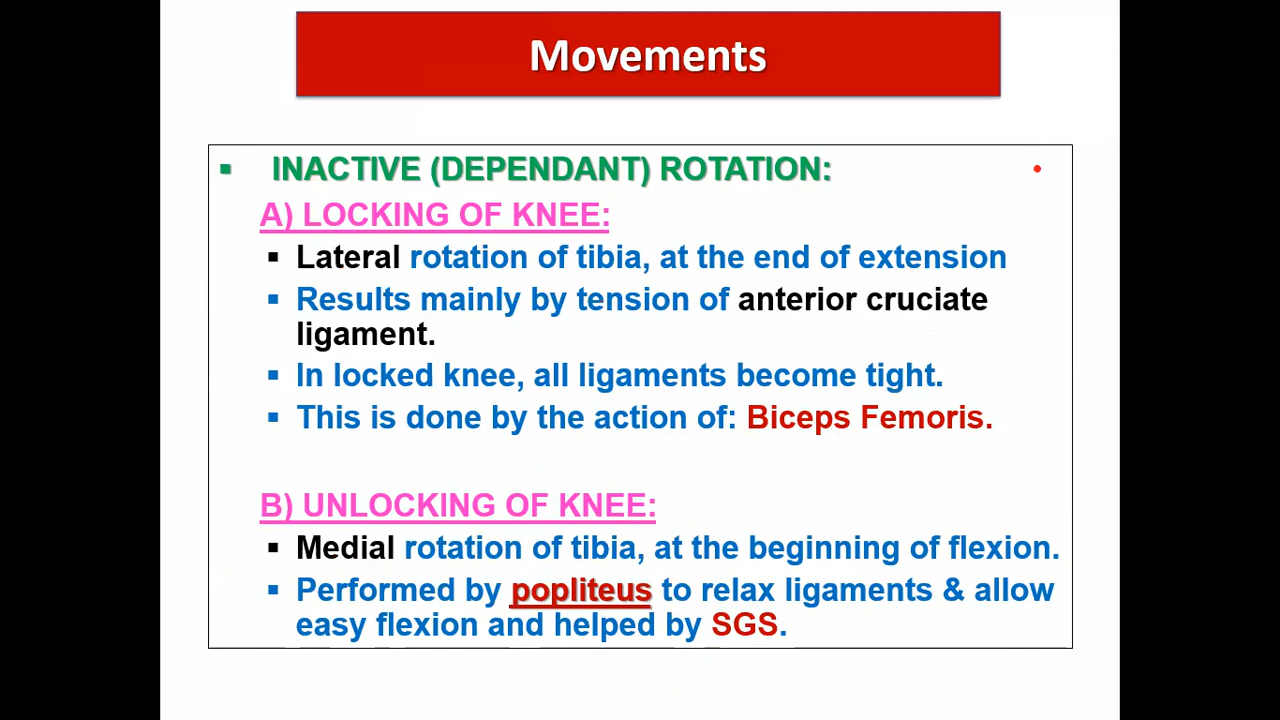 Movements
▪ INACTIVE (DEPENDANT) ROTATION:
A) LOCKING OF KNEE:
▪ Lateral rotation of tibia, at the end of extension
▪ Results mainly by tension of anterior cruciate
ligament.
▪ In locked knee, all ligaments become tight.
▪ This is done by the action of: Biceps Femoris.
B) UNLOCKING OF KNEE:
▪ Medial rotation of tibia, at the beginning of flexion.
▪ Performed by popliteus to relax ligaments & allow
easy flexion and helped by SGS.